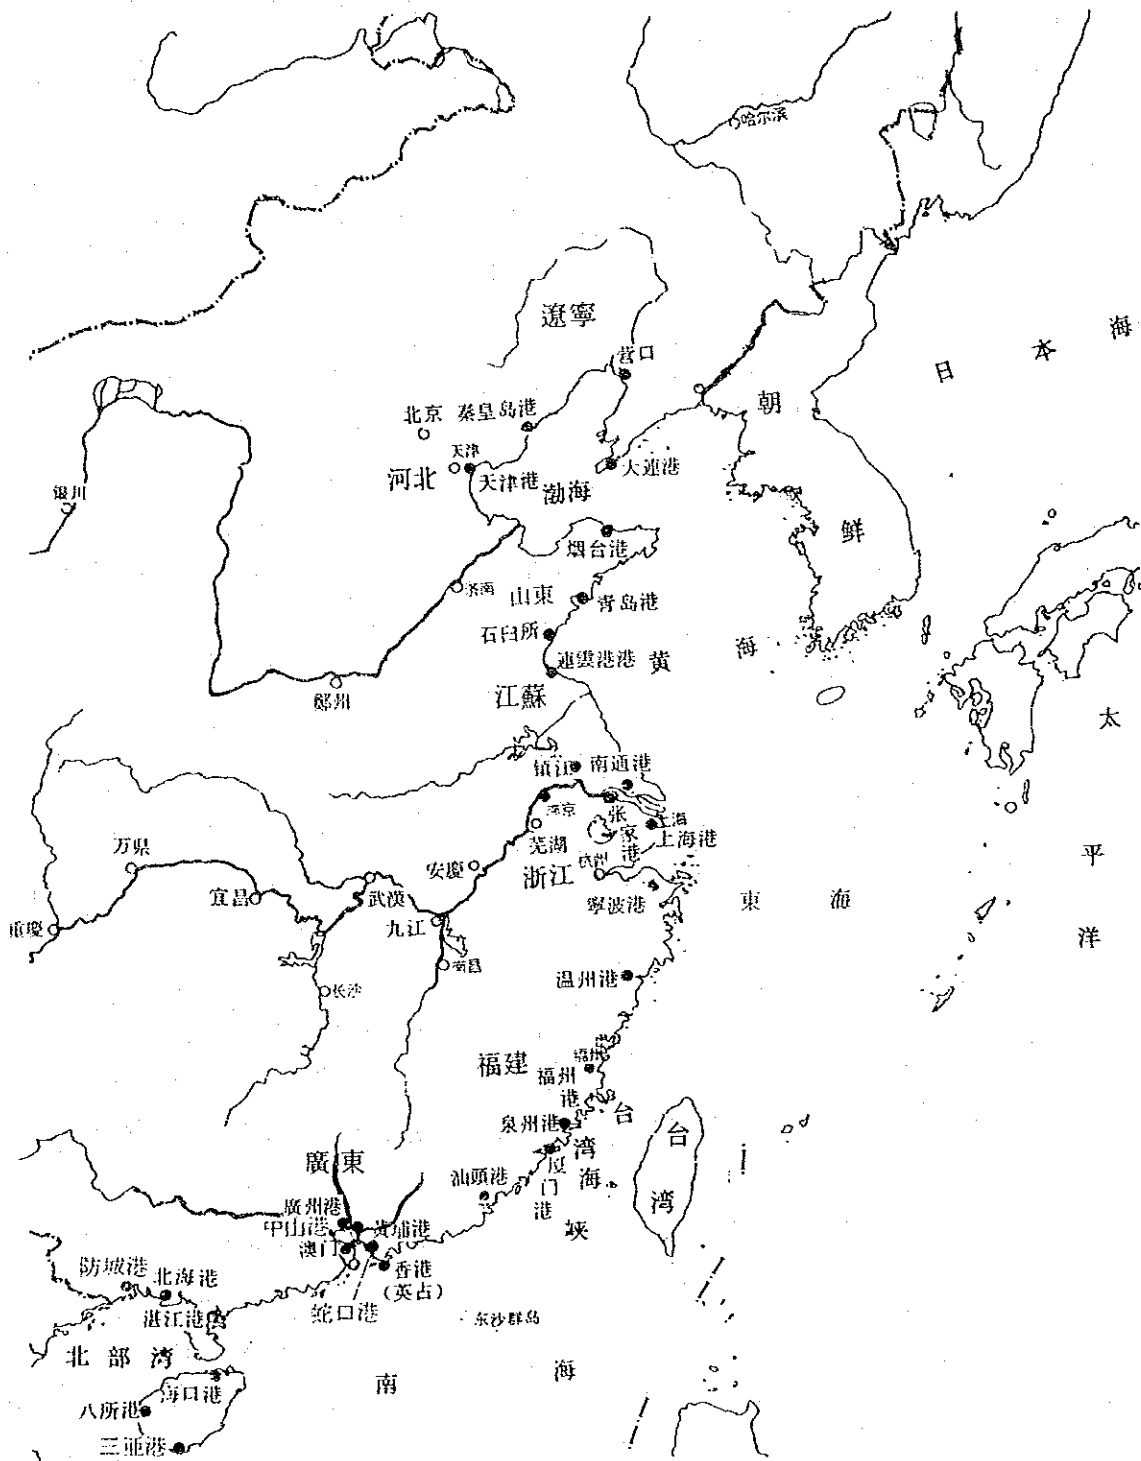 哈尔滨
遼寧
营口
日本海
朝鲜
北京
秦皇岛港
天津
河北
天津港
渤海
大連港
银川
烟台港
济南
山東
青岛港
石臼所
連雲港港
黄海
鄭州
江蘇
太平洋
镇江
南通港
南京
张家港
上海
上海港
芜湖
杭州
浙江
寧波港
安慶
万県
宜昌
武漢
九江
重慶
南昌
长沙
東海
温州港
福建
福州
福州港
泉州港
厦门港
台湾海峡
台湾
廣東
汕頭港
廣州港
中山港
黄埔港
澳门
香港
(英占)
蛇口港
防城港
北海港
湛江港
东沙群岛
北部湾
海口港
南海
八所港
三亜港